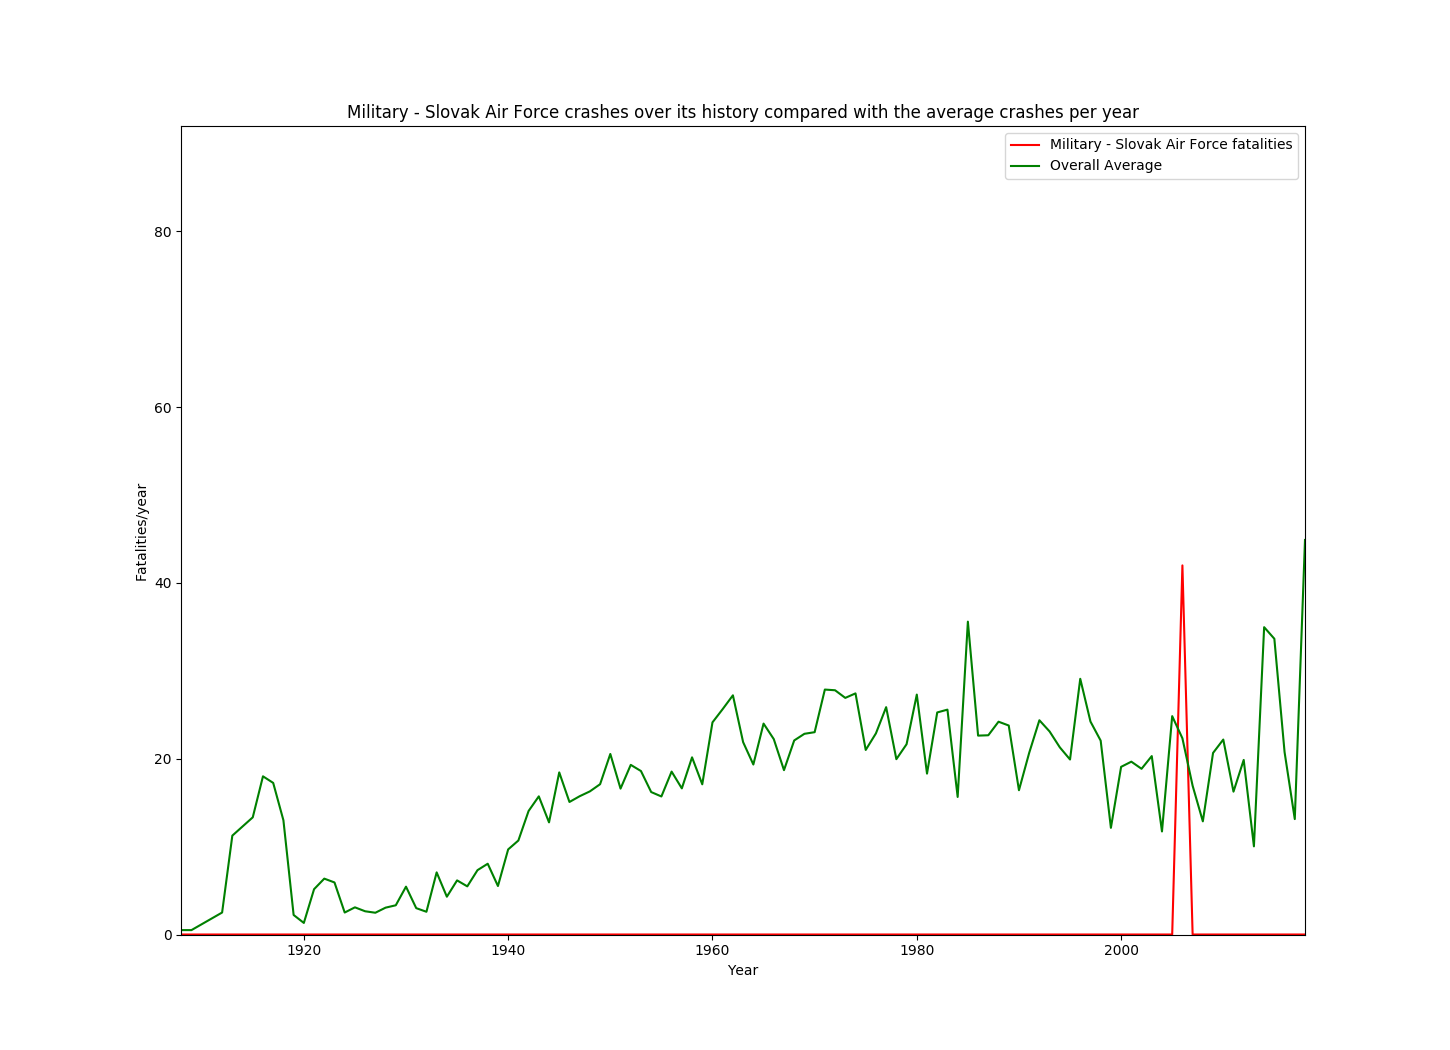 Military - Slovak Air Force crashes over its history compared with the average crashes per year
Military - Slovak Air Force fatalities
Overall Average
80
60
40
20
0
Fatalities/year
1920 1940 1960 1980 2000
Year